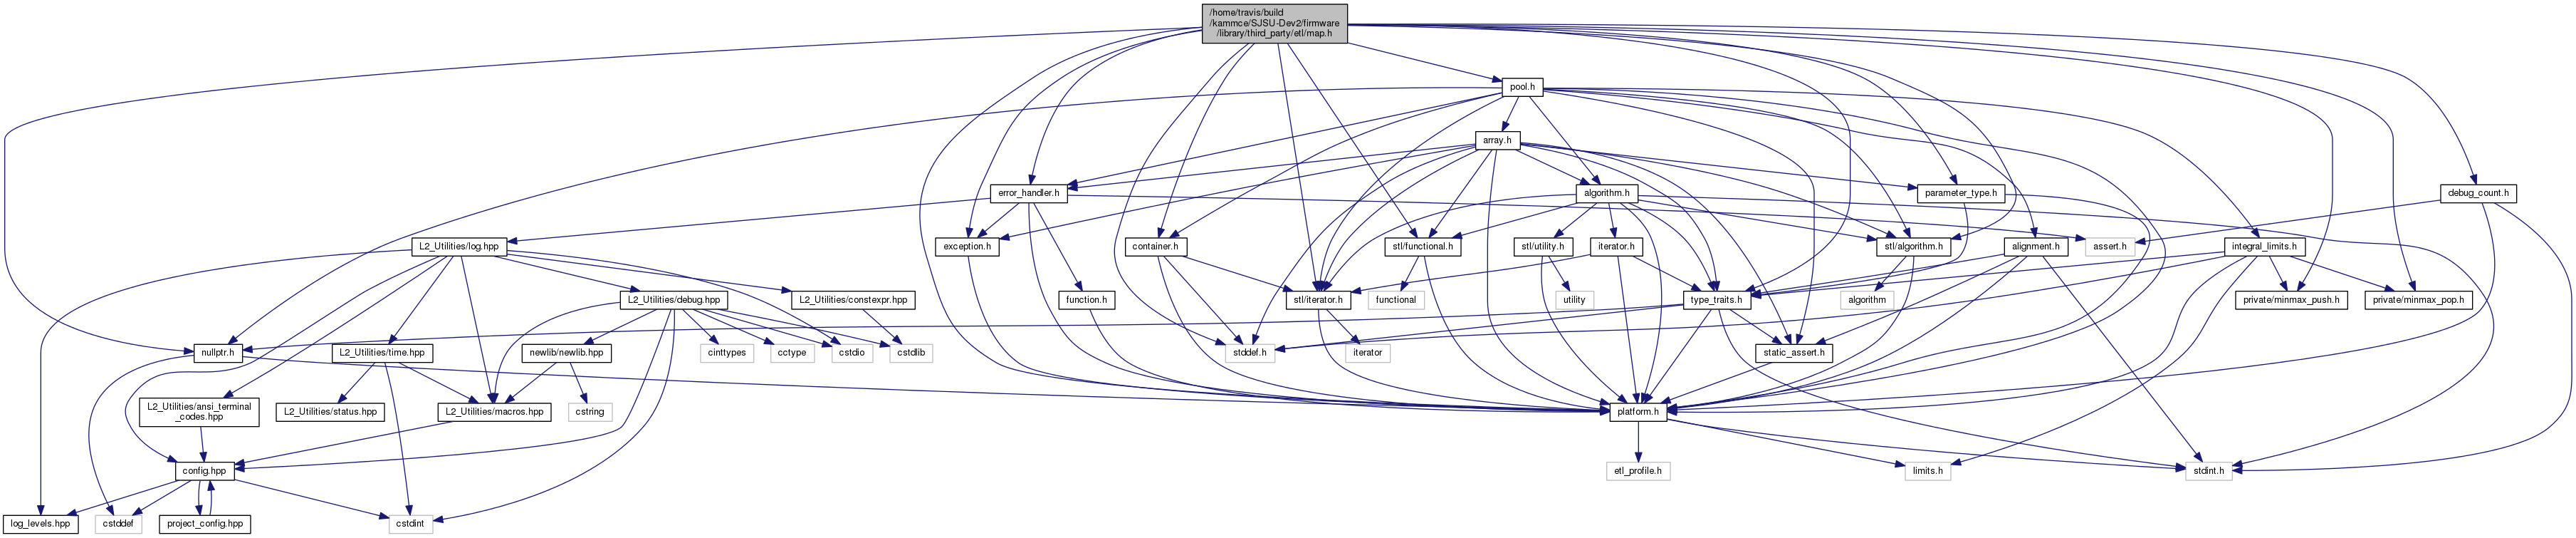 /home/travis/build
/kammce/SJSU-Dev2/firmware
/library/third_party/etl/map.h
pool.h
array.h
error_handler.h
algorithm.h
parameter_type.h
debug_count.h
L2_Utilities/log.hpp
exception.h
container.h
stl/functional.h
stl/utility.h
iterator.h
stl/algorithm.h
alignment.h
assert.h
integral_limits.h
L2_Utilities/debug.hpp
L2_Utilities/constexpr.hpp
function.h
stl/iterator.h
functional
utility
type_traits.h
algorithm
private/minmax_push.h
private/minmax_pop.h
nullptr.h
L2_Utilities/time.hpp
newlib/newlib.hpp
cinttypes
cctype
cstdio
cstdlib
stddef.h
iterator
static_assert.h
L2_Utilities/ansi_terminal
_codes.hpp
L2_Utilities/status.hpp
L2_Utilities/macros.hpp
cstring
platform.h
config.hpp
etl_profile.h
limits.h
stdint.h
log_levels.hpp
cstddef
project_config.hpp
cstdint